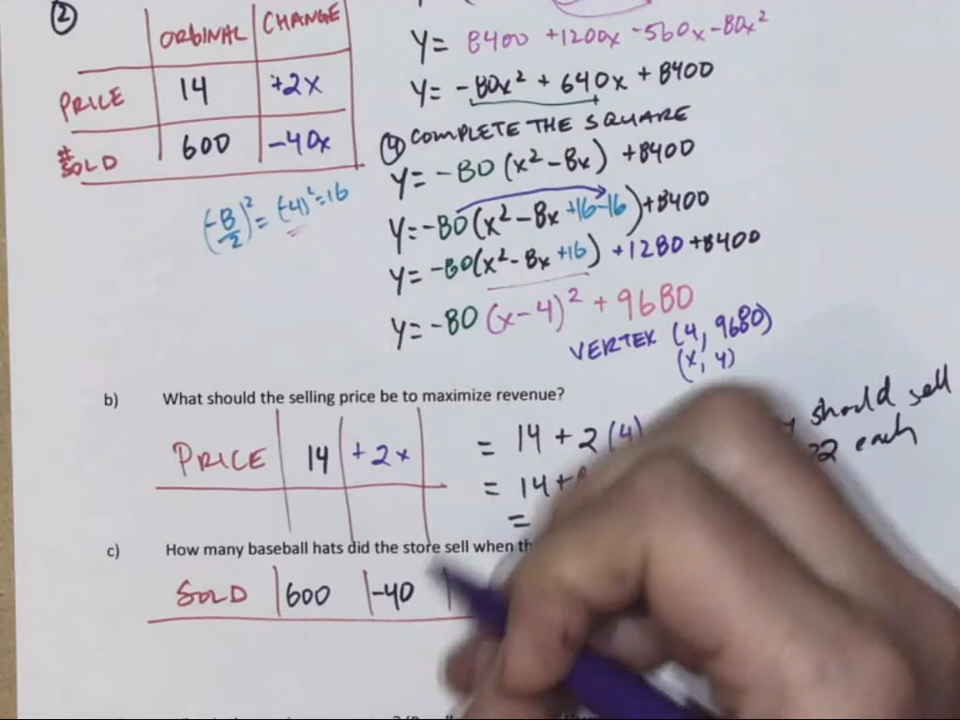 ②
ORGINAL CHANGE
PRICE 14 +2x
# SOLD 600 -40x
(-8/2)² = (-4)² = 16
y = 8400 + 1200x - 560x - 80x²
y = -80x² + 640x + 8400
④ COMPLETE THE SQUARE
y = -80(x² - 8x) + 8400
y = -80(x² - 8x + 16 - 16) + 8400
y = -80(x² - 8x + 16) + 1280 + 8400
y = -80(x - 4)² + 9680
VERTEX (4, 9680)
(x, y)
b) What should the selling price be to maximize revenue?
PRICE 14 + 2x
= 14 + 2(4)
= 14 +
=
should sell
22 each
c) How many baseball hats did the store sell when th
SOLD 600 -40